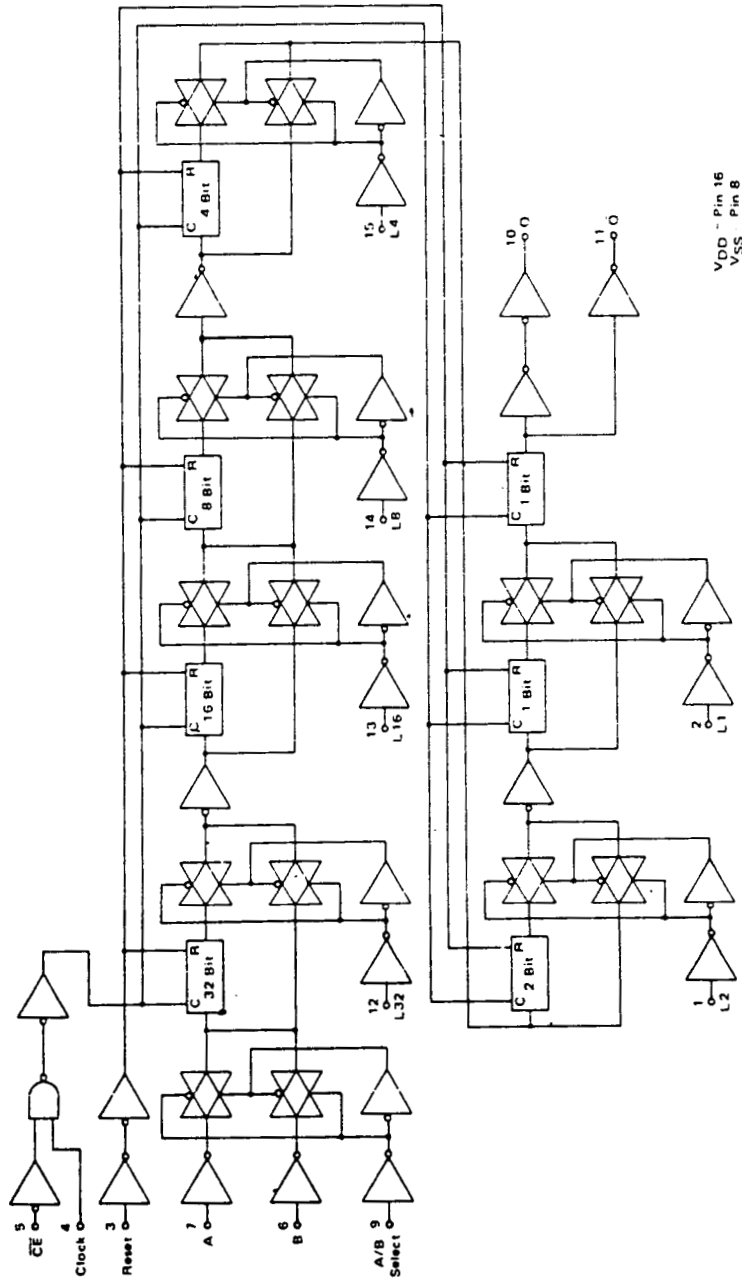 5
CE
4
Clock
3
Reset
7
A
6
B
9
A/B
Select
C
32 Bit
R
12
L32
C
16 Bit
R
13
L16
C
8 Bit
R
14
L8
C
4 Bit
R
15
L4
C
2 Bit
R
1
L2
C
1 Bit
R
2
L1
C
1 Bit
R
10
Q
11
Q
VDD - Pin 16
VSS - Pin 8